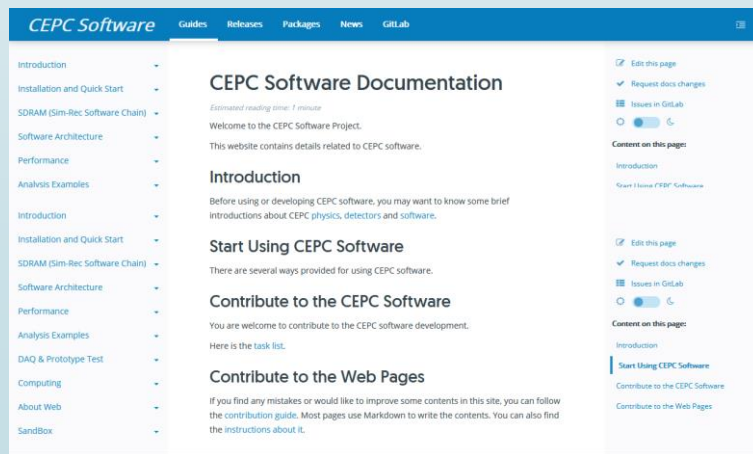 CEPC Software
Guides
Releases
Packages
News
GitLab
Introduction
Installation and Quick Start
SDRAM (Sim-Rec Software Chain)
Software Architecture
Performance
Analysis Examples
Introduction
Installation and Quick Start
SDRAM (Sim-Rec Software Chain)
Software Architecture
Performance
Analysis Examples
DAQ & Prototype Test
Computing
About Web
SandBox
CEPC Software Documentation
Estimated reading time: 1 minute
Welcome to the CEPC Software Project.
This website contains details related to CEPC software.
Introduction
Before using or developing CEPC software, you may want to know some brief
introductions about CEPC physics, detectors and software.
Start Using CEPC Software
There are several ways provided for using CEPC software.
Contribute to the CEPC Software
You are welcome to contribute to the CEPC software development.
Here is the task list.
Contribute to the Web Pages
If you find any mistakes or would like to improve some contents in this site, you can follow
the contribution guide. Most pages use Markdown to write the contents. You can also find
the instructions about it.
Edit this page
Request docs changes
Issues in GitLab
Content on this page:
Introduction
Start Using CEPC Software
Edit this page
Request docs changes
Issues in GitLab
Content on this page:
Introduction
Start Using CEPC Software
Contribute to the CEPC Software
Contribute to the Web Pages